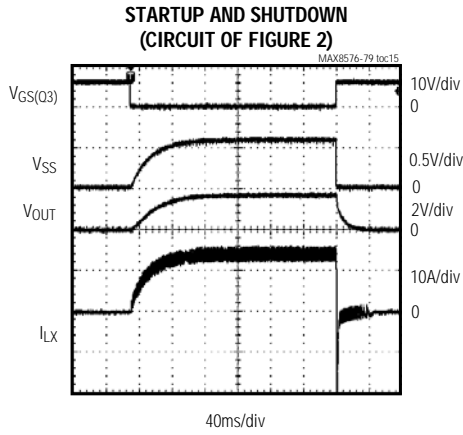 STARTUP AND SHUTDOWN
(CIRCUIT OF FIGURE 2)
MAX8576-79 toc15
VGS(Q3)
10V/div
0
VSS
0.5V/div
0
VOUT
2V/div
0
10A/div
0
ILX
40ms/div